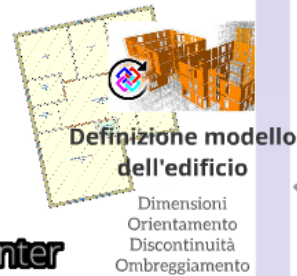 Definizione modello
dell'edificio
Dimensioni
Orientamento
Discontinuità
Ombreggiamento
nter